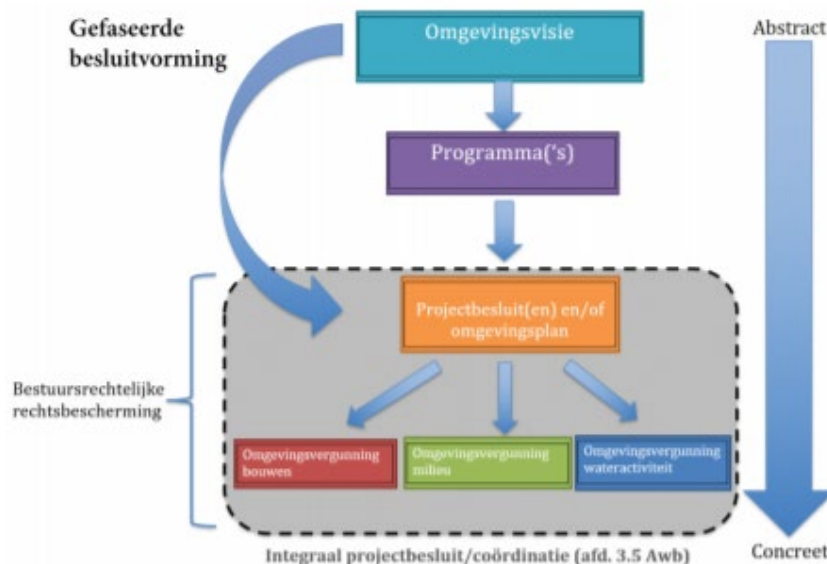 Gefaseerde
besluitvorming
Omgevingsvisie
Abstract
Programma('s)
Projectbesluit(en) en/of
omgevingsplan
Bestuursrechtelijke
rechtsbescherming
Omgevingsvergunning
bouwen
Omgevingsvergunning
milieu
Omgevingsvergunning
wateractiviteit
Integraal projectbesluit/coördinatie (afd. 3.5 Awb)
Concreet